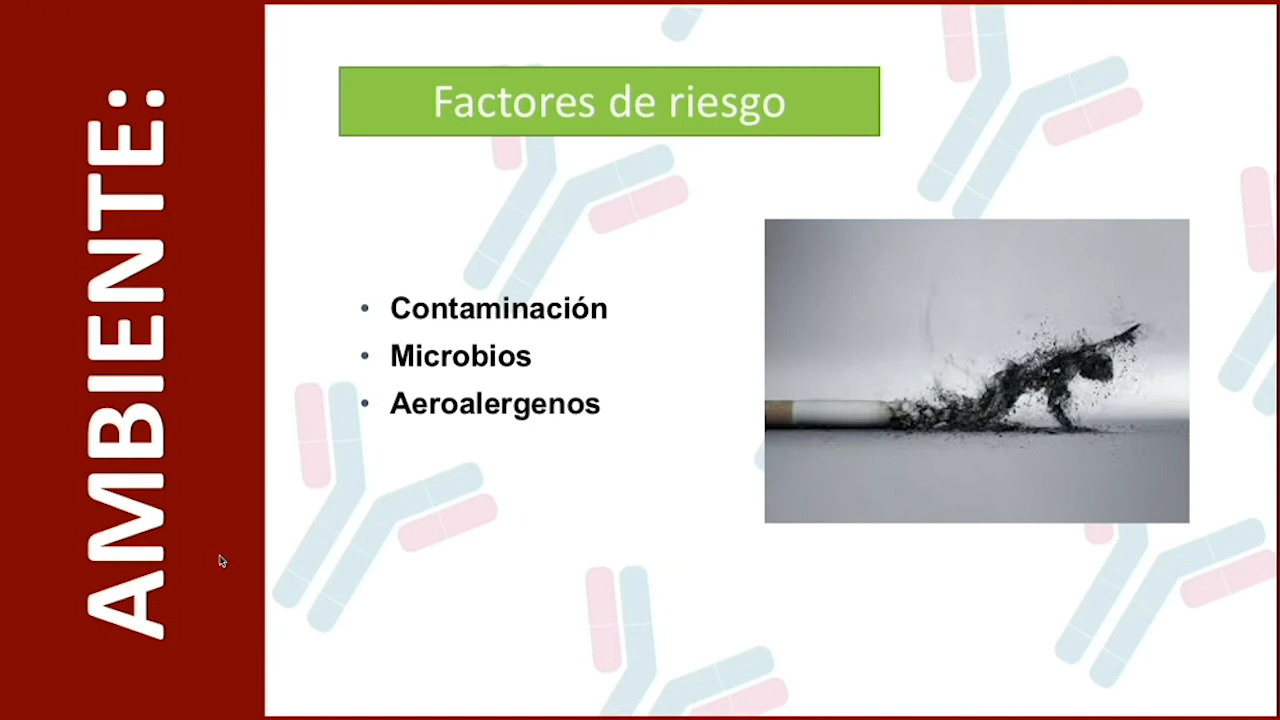 AMBIENTE:
Factores de riesgo
• Contaminación
• Microbios
• Aeroalergenos